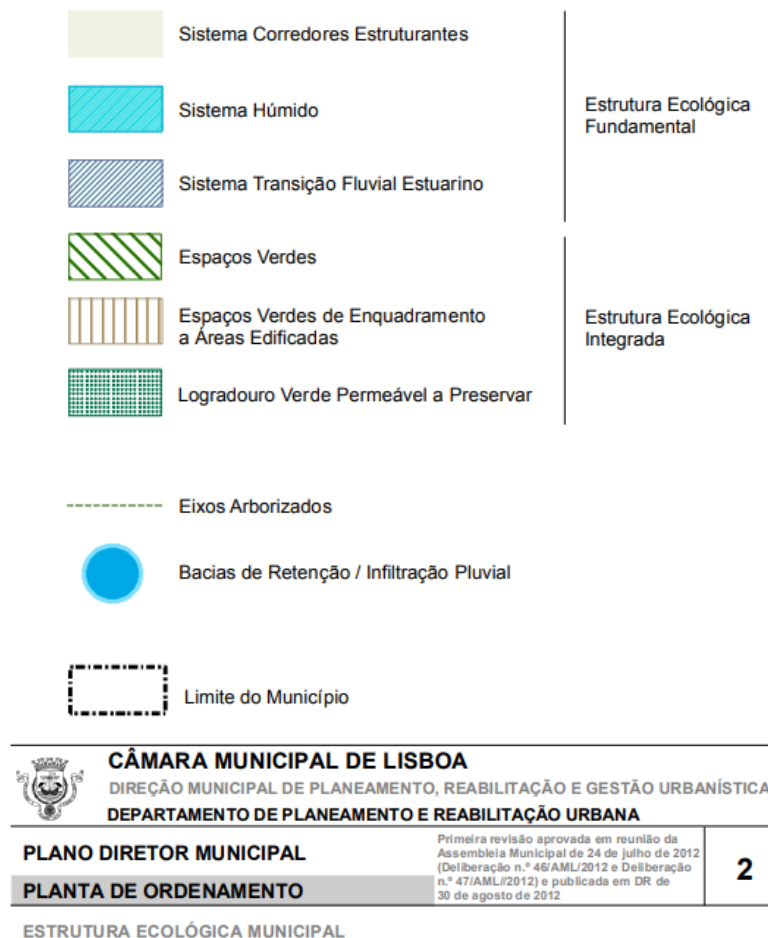 Sistema Corredores Estruturantes
Sistema Húmido
Estrutura Ecológica
Fundamental
Sistema Transição Fluvial Estuarino
Espaços Verdes
Espaços Verdes de Enquadramento
a Áreas Edificadas
Estrutura Ecológica
Integrada
Logradouro Verde Permeável a Preservar
Eixos Arborizados
Bacias de Retenção / Infiltração Pluvial
Limite do Município
CÂMARA MUNICIPAL DE LISBOA
DIREÇÃO MUNICIPAL DE PLANEAMENTO, REABILITAÇÃO E GESTÃO URBANÍSTICA
DEPARTAMENTO DE PLANEAMENTO E REABILITAÇÃO URBANA
PLANO DIRETOR MUNICIPAL
PLANTA DE ORDENAMENTO
Primeira revisão aprovada em reunião da
Assembleia Municipal de 24 de julho de 2012
(Deliberação n.º 46/AML/2012 e Deliberação
n.º 47/AML//2012) e publicada em DR de
30 de agosto de 2012
2
ESTRUTURA ECOLÓGICA MUNICIPAL